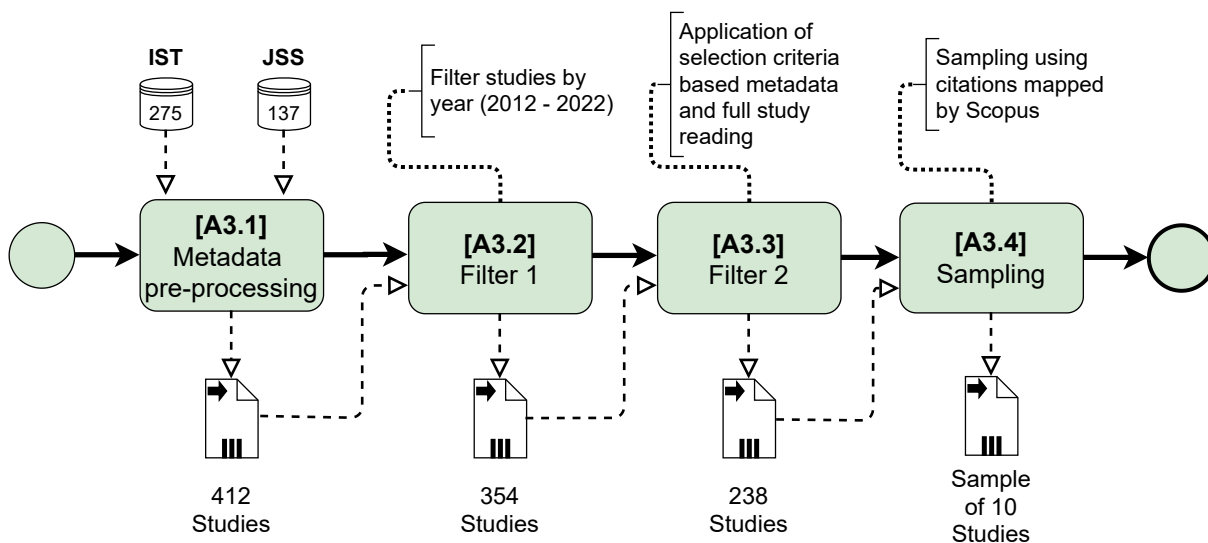 IST
JSS
275
137
Filter studies by
year (2012 - 2022)
Application of
selection criteria
based metadata
and full study
reading
Sampling using
citations mapped
by Scopus
[A3.1]
Metadata
pre-processing
[A3.2]
Filter 1
[A3.3]
Filter 2
[A3.4]
Sampling
412
Studies
354
Studies
238
Studies
Sample
of 10
Studies